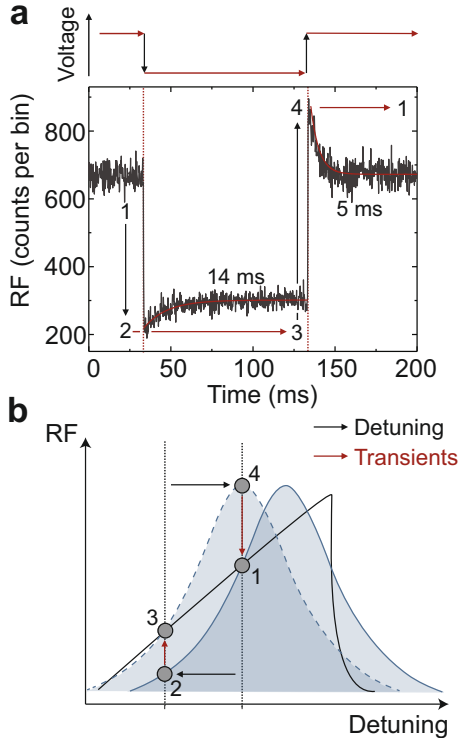 a
Voltage
RF (counts per bin)
800
600
400
200
1
2
14 ms
3
4
1
5 ms
0
50
100
150
200
Time (ms)
b
RF
Detuning
Transients
4
1
3
2
Detuning